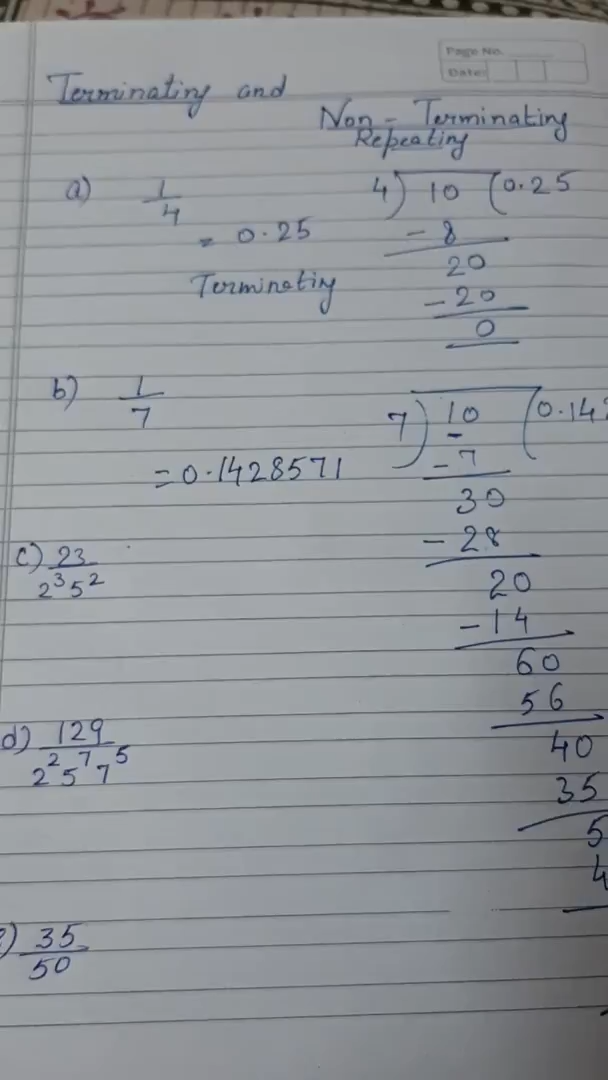 Page No.
Date:
Terminating and
Non - Terminating
Repeating
a) 1/4
4) 10 (0.25
= 0.25
- 8
20
Terminating
- 20
0
b) 1/7
7) 10 (0.14
= 0.1428571
- 7
30
- 28
c) 23/2³5²
20
- 14
60
56
d) 129/2²5⁷7⁵
40
35
5
4
35/50